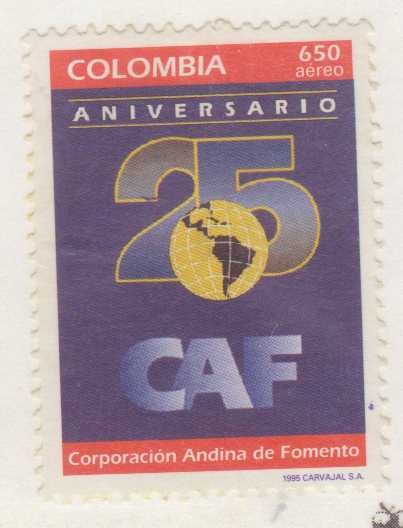 COLOMBIA
650
aéreo
ANIVERSARIO
25
CAF
Corporación Andina de Fomento
1995 CARVAJAL S.A.